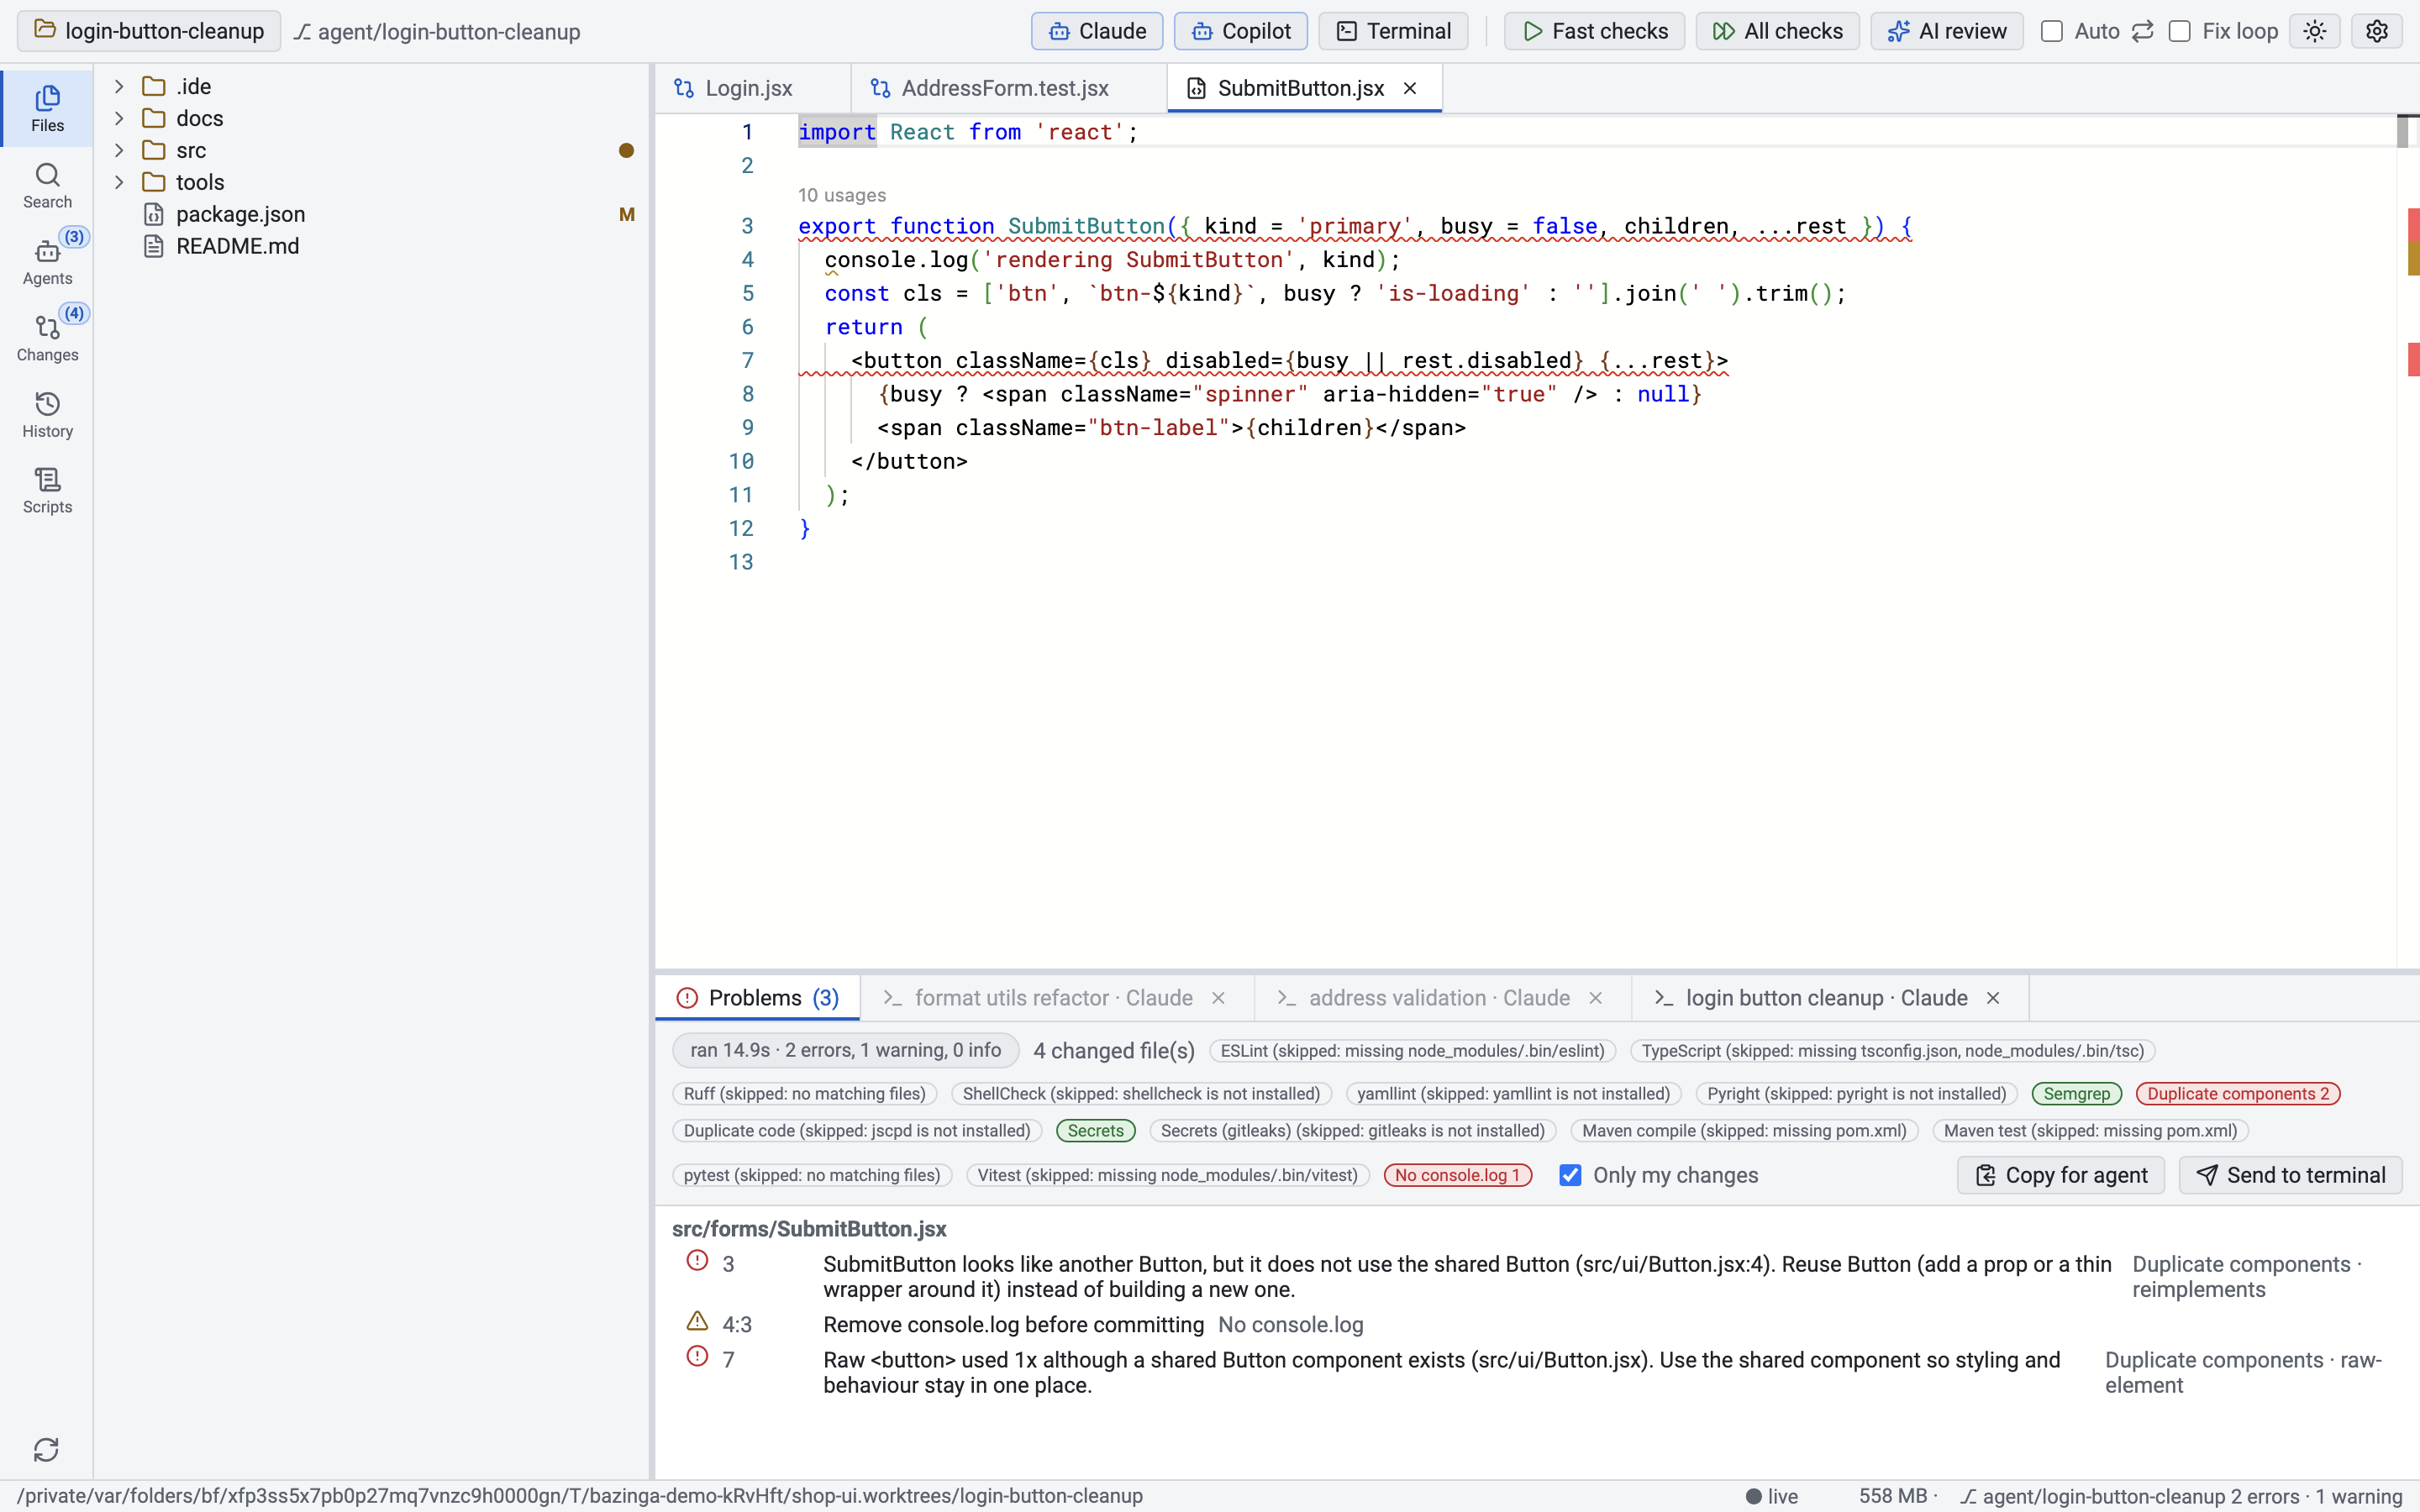 login-button-cleanup agent/login-button-cleanup Claude Copilot Terminal Fast checks All checks AI review Auto Fix loop
Files
Search
(3)
Agents
(4)
Changes
History
Scripts
.ide
docs
src
tools
package.json M
README.md
Login.jsx AddressForm.test.jsx SubmitButton.jsx
1 import React from 'react';
2
10 usages
3 export function SubmitButton({ kind = 'primary', busy = false, children, ...rest }) {
4 console.log('rendering SubmitButton', kind);
5 const cls = ['btn', `btn-${kind}`, busy ? 'is-loading' : ''].join(' ').trim();
6 return (
7 <button className={cls} disabled={busy || rest.disabled} {...rest}>
8 {busy ? <span className="spinner" aria-hidden="true" /> : null}
9 <span className="btn-label">{children}</span>
10 </button>
11 );
12 }
13
Problems (3) format utils refactor · Claude address validation · Claude login button cleanup · Claude
ran 14.9s · 2 errors, 1 warning, 0 info 4 changed file(s) ESLint (skipped: missing node_modules/.bin/eslint) TypeScript (skipped: missing tsconfig.json, node_modules/.bin/tsc)
Ruff (skipped: no matching files) ShellCheck (skipped: shellcheck is not installed) yamllint (skipped: yamllint is not installed) Pyright (skipped: pyright is not installed) Semgrep Duplicate components 2
Duplicate code (skipped: jscpd is not installed) Secrets Secrets (gitleaks) (skipped: gitleaks is not installed) Maven compile (skipped: missing pom.xml) Maven test (skipped: missing pom.xml)
pytest (skipped: no matching files) Vitest (skipped: missing node_modules/.bin/vitest) No console.log 1 Only my changes Copy for agent Send to terminal
src/forms/SubmitButton.jsx
3 SubmitButton looks like another Button, but it does not use the shared Button (src/ui/Button.jsx:4). Reuse Button (add a prop or a thin Duplicate components ·
wrapper around it) instead of building a new one. reimplements
4:3 Remove console.log before committing No console.log
7 Raw <button> used 1x although a shared Button component exists (src/ui/Button.jsx). Use the shared component so styling and Duplicate components · raw-
behaviour stay in one place. element
/private/var/folders/bf/xfp3ss5x7pb0p27mq7vnzc9h0000gn/T/bazinga-demo-kRvHft/shop-ui.worktrees/login-button-cleanup live 558 MB · agent/login-button-cleanup 2 errors · 1 warning